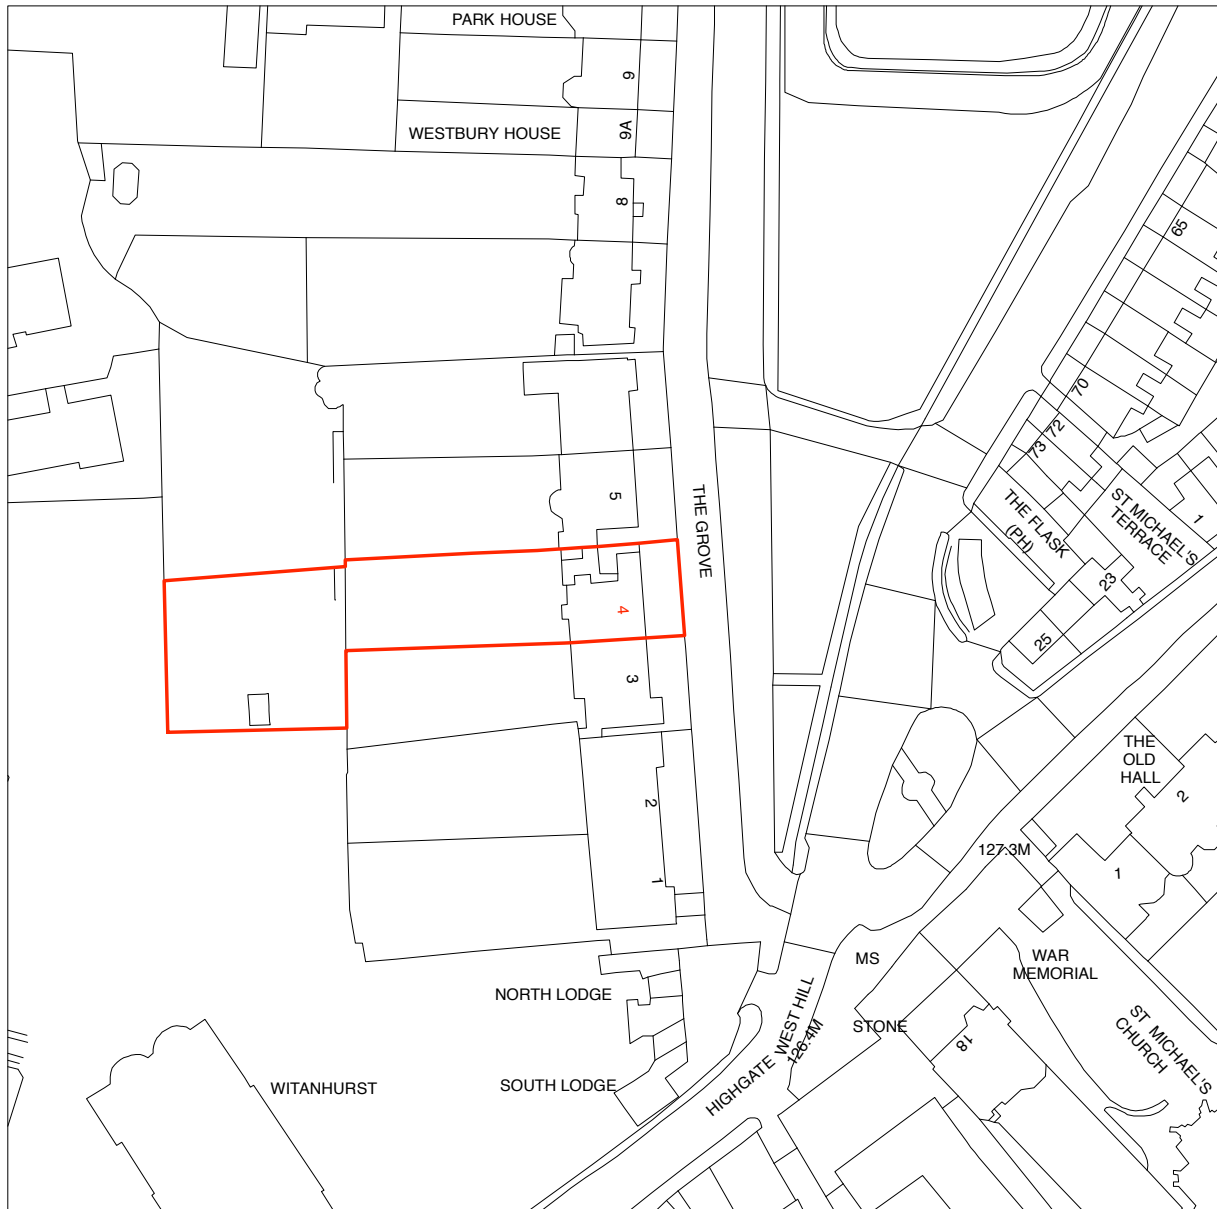 PARK HOUSE
9
WESTBURY HOUSE
9A
8
65
70
72
73
THE FLASK
(PH)
ST MICHAEL'S
TERRACE
1
5
THE GROVE
23
4
25
3
THE
OLD
HALL
2
2
127.3M
1
1
WAR
MEMORIAL
MS
NORTH LODGE
STONE
HIGHGATE WEST HILL
126.4M
18
ST MICHAEL'S
CHURCH
WITANHURST
SOUTH LODGE